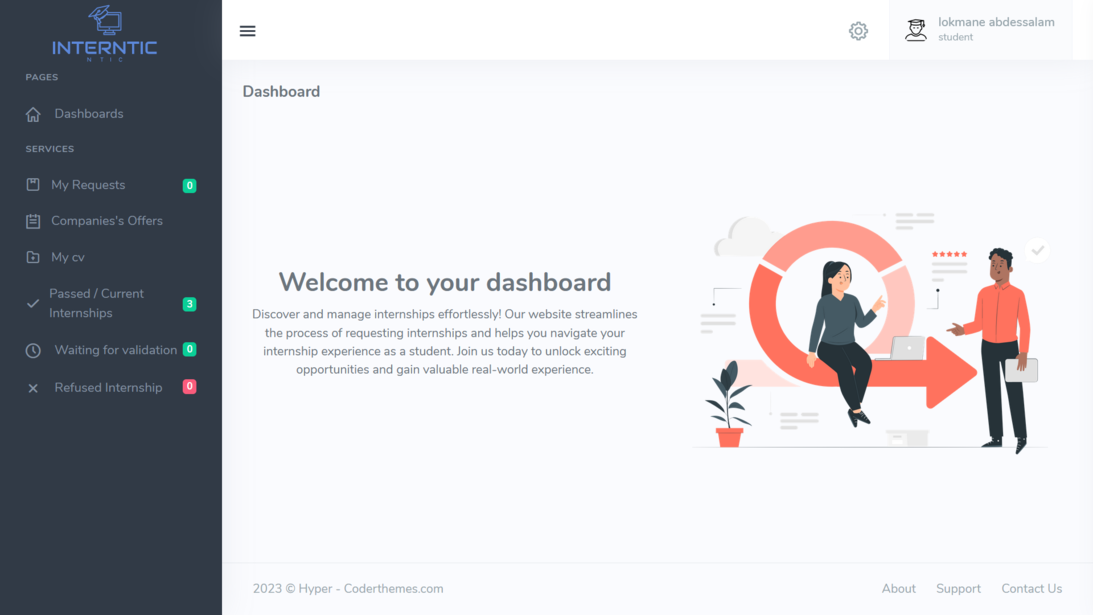 INTERNTIC
NTIC
PAGES
Dashboards
SERVICES
My Requests 0
Companies's Offers
My cv
Passed / Current
Internships 3
Waiting for validation 0
Refused Internship 0
lokmane abdessalam
student
Dashboard
Welcome to your dashboard
Discover and manage internships effortlessly! Our website streamlines
the process of requesting internships and helps you navigate your
internship experience as a student. Join us today to unlock exciting
opportunities and gain valuable real-world experience.
2023 © Hyper - Coderthemes.com
About Support Contact Us